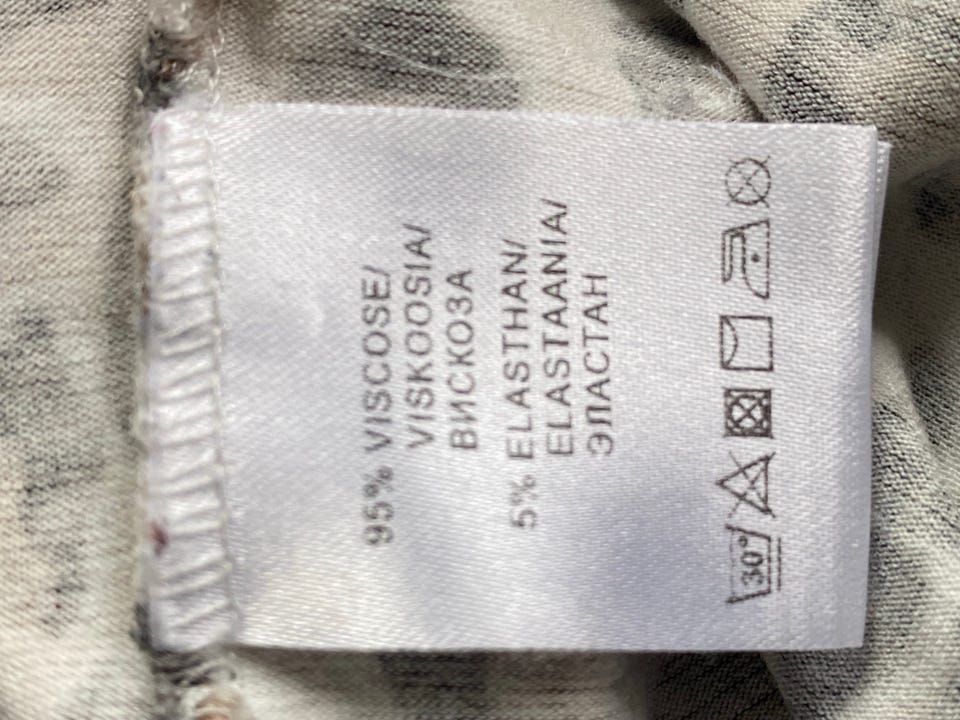 95% VISCOSE/
VISKOOSIA/
ВИСКОЗА
5% ELASTHAN/
ELASTAANIA/
ЭЛАСТАН
30°